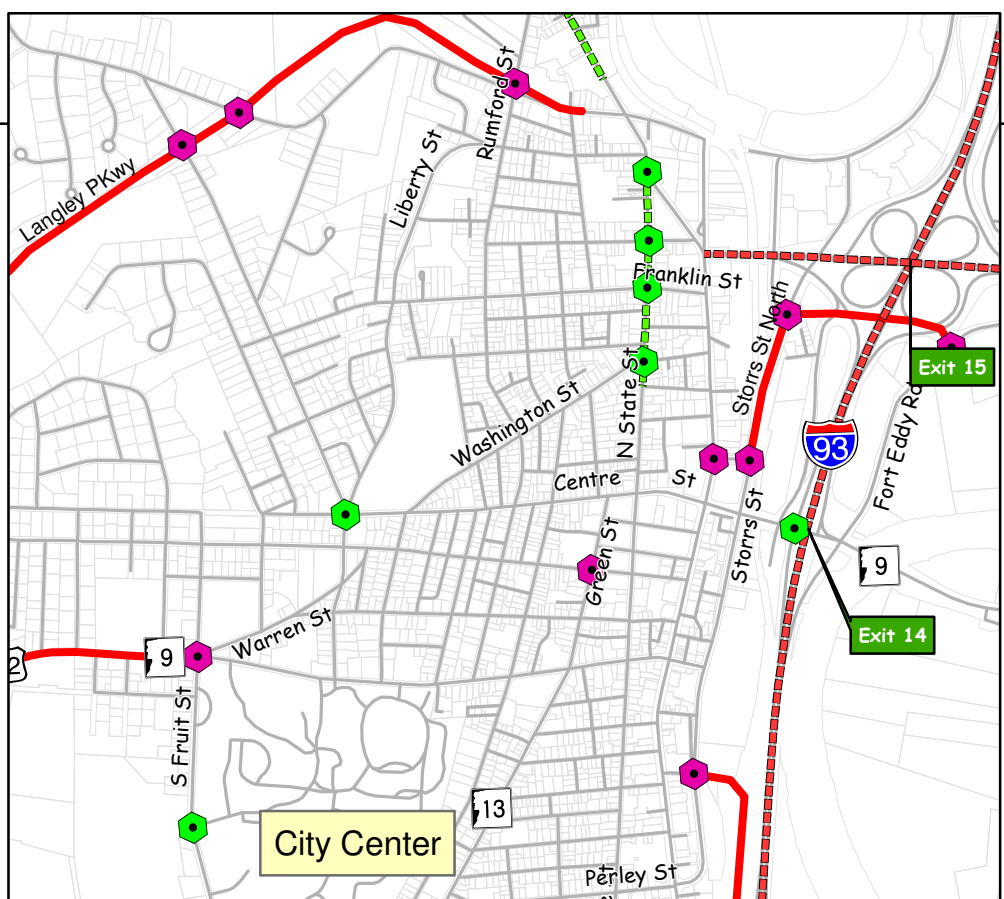 Rumford St
Liberty St
Langley PKwy
Franklin St
Storrs St North
Exit 15
N State St
Washington St
93
Fort Eddy Rd
Centre St
Storrs St
Green St
9
Exit 14
Warren St
9
2
S Fruit St
13
City Center
Perley St